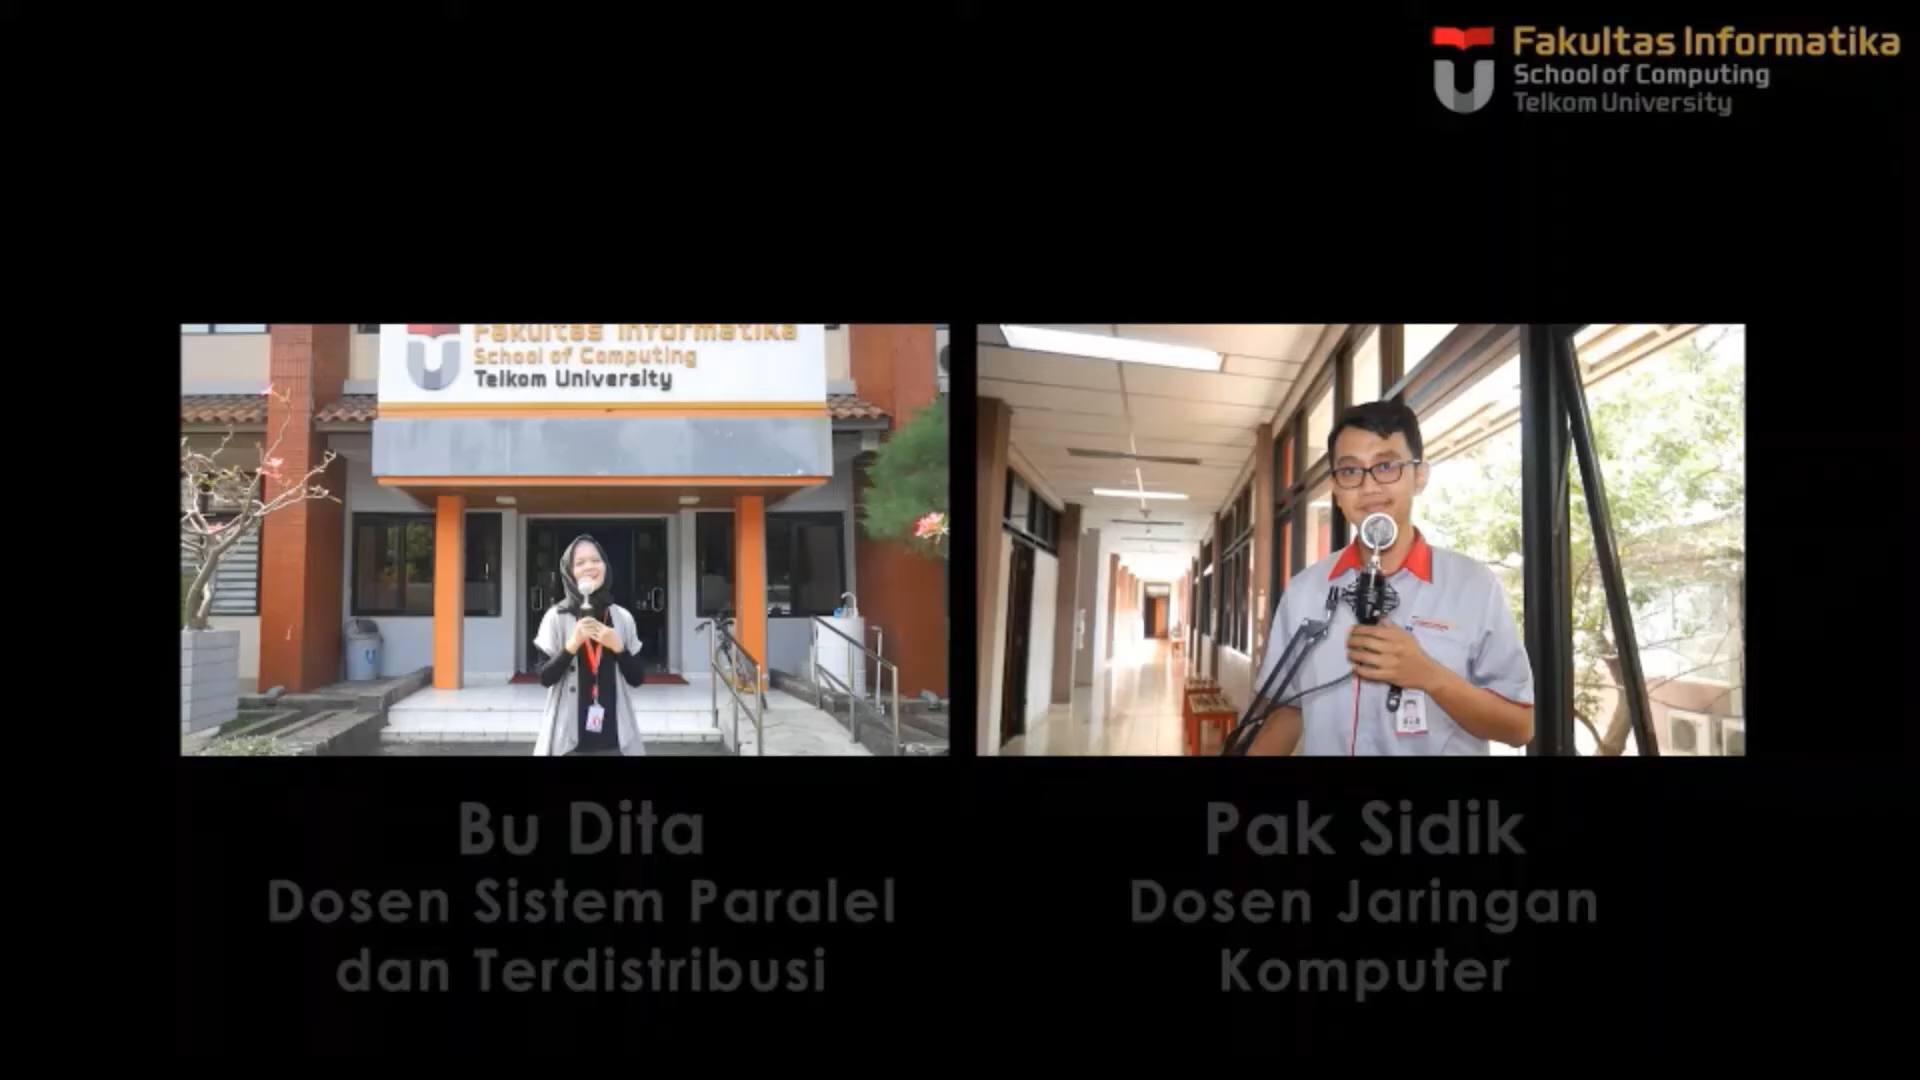 Fakultas Informatika
School of Computing
Telkom University
Fakultas Informatika
School of Computing
Telkom University
Bu Dita
Dosen Sistem Paralel
dan Terdistribusi
Pak Sidik
Dosen Jaringan
Komputer